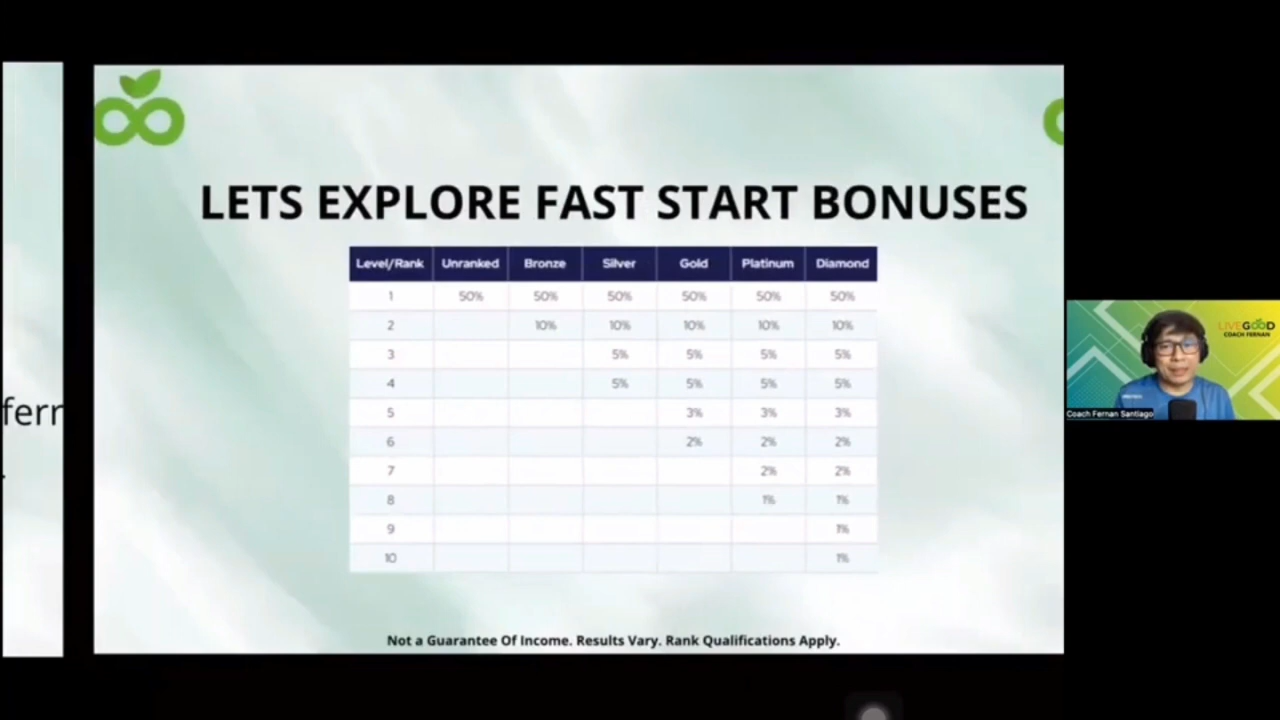 LETS EXPLORE FAST START BONUSES
Level/Rank Unranked Bronze Silver Gold Platinum Diamond
1 50% 50% 50% 50% 50% 50%
2 10% 10% 10% 10% 10%
3 5% 5% 5% 5%
4 5% 5% 5% 5%
5 3% 3% 3%
6 2% 2% 2%
7 2% 2%
8 1% 1%
9 1%
10 1%
Not a Guarantee Of Income. Results Vary. Rank Qualifications Apply.
ferr
LIVEGOOD
COACH FERNAN
Coach Fernan Santiago